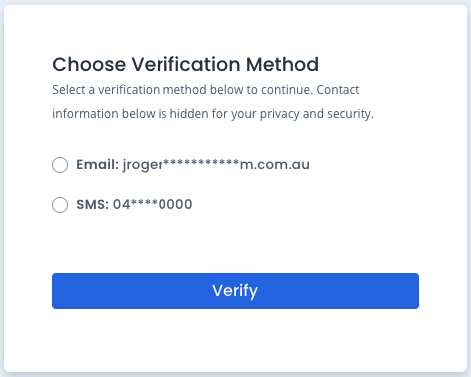 Choose Verification Method
Select a verification method below to continue. Contact
information below is hidden for your privacy and security.
Email: jroger***********m.com.au
SMS: 04****0000
Verify